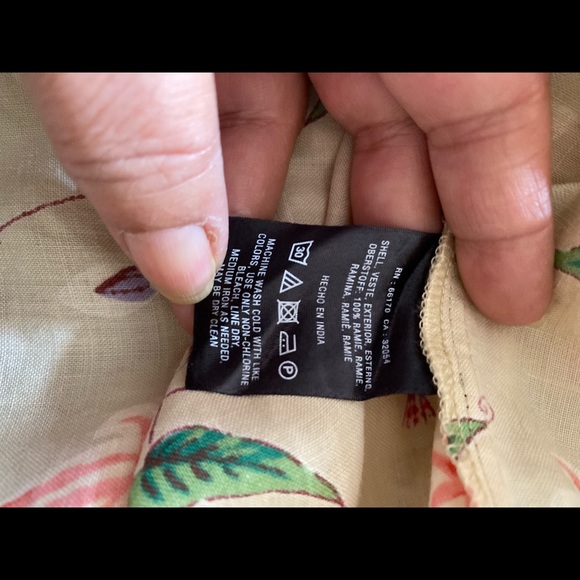 RN : 66170 CA : 32054
SHELL, VESTE, EXTERIOR, ESTERNO,
OBERSTOFF: 100% RAMIE, RAMIE,
RAMINA, RAMIÈ, RAMIE
HECHO EN INDIA
30
P
MACHINE WASH COLD WITH LIKE
COLORS, USE ONLY NON-CHLORINE
BLEACH, LINE DRY,
MEDIUM IRON AS NEEDED,
MAY BE DRY CLEAN